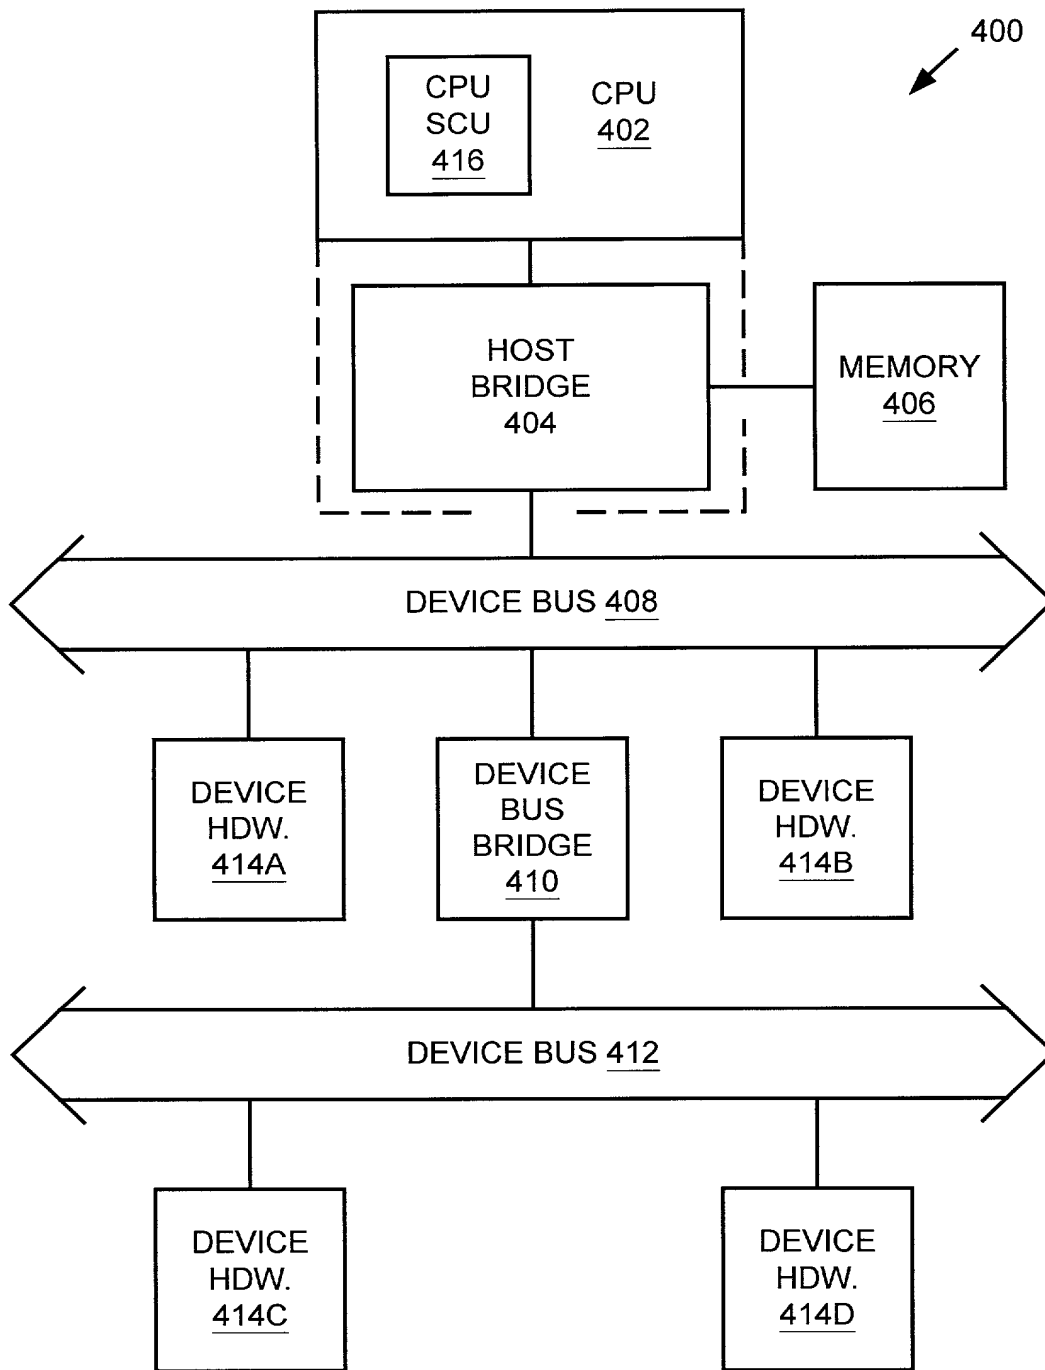 400
CPU
SCU
416
CPU
402
HOST
BRIDGE
404
MEMORY
406
DEVICE BUS 408
DEVICE
HDW.
414A
DEVICE
BUS
BRIDGE
410
DEVICE
HDW.
414B
DEVICE BUS 412
DEVICE
HDW.
414C
DEVICE
HDW.
414D